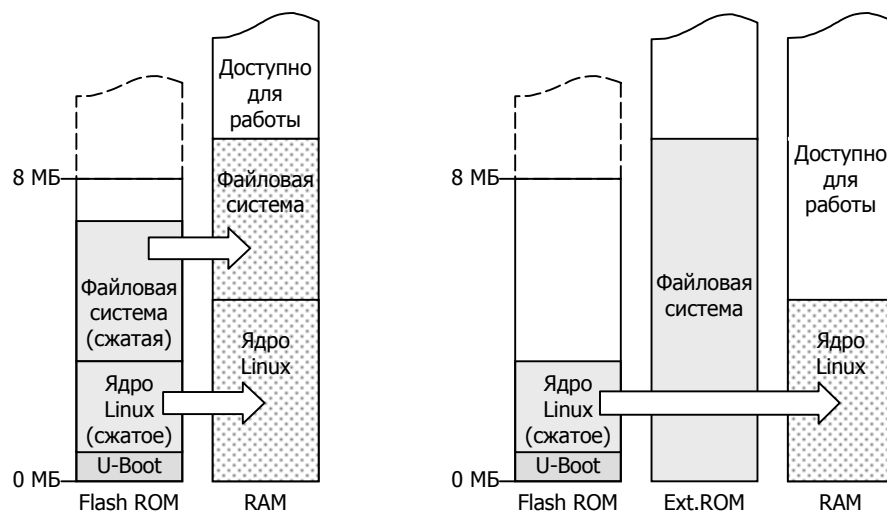 Доступно
для
работы
8 МБ
Файловая
система
Файловая
система
(сжатая)
Ядро
Linux
Ядро
Linux
(сжатое)
U-Boot
0 МБ
Flash ROM
RAM
Доступно
для
работы
8 МБ
Файловая
система
Ядро
Linux
Ядро
Linux
(сжатое)
U-Boot
0 МБ
Flash ROM
Ext.ROM
RAM